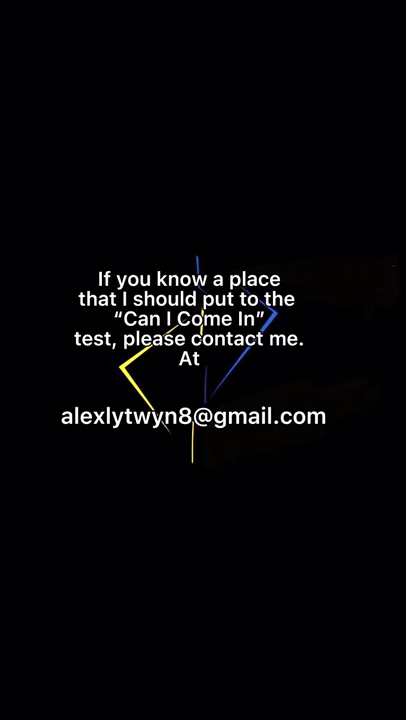 If you know a place
that I should put to the
“Can I Come In”
test, please contact me.
At
alexlytwyn8@gmail.com